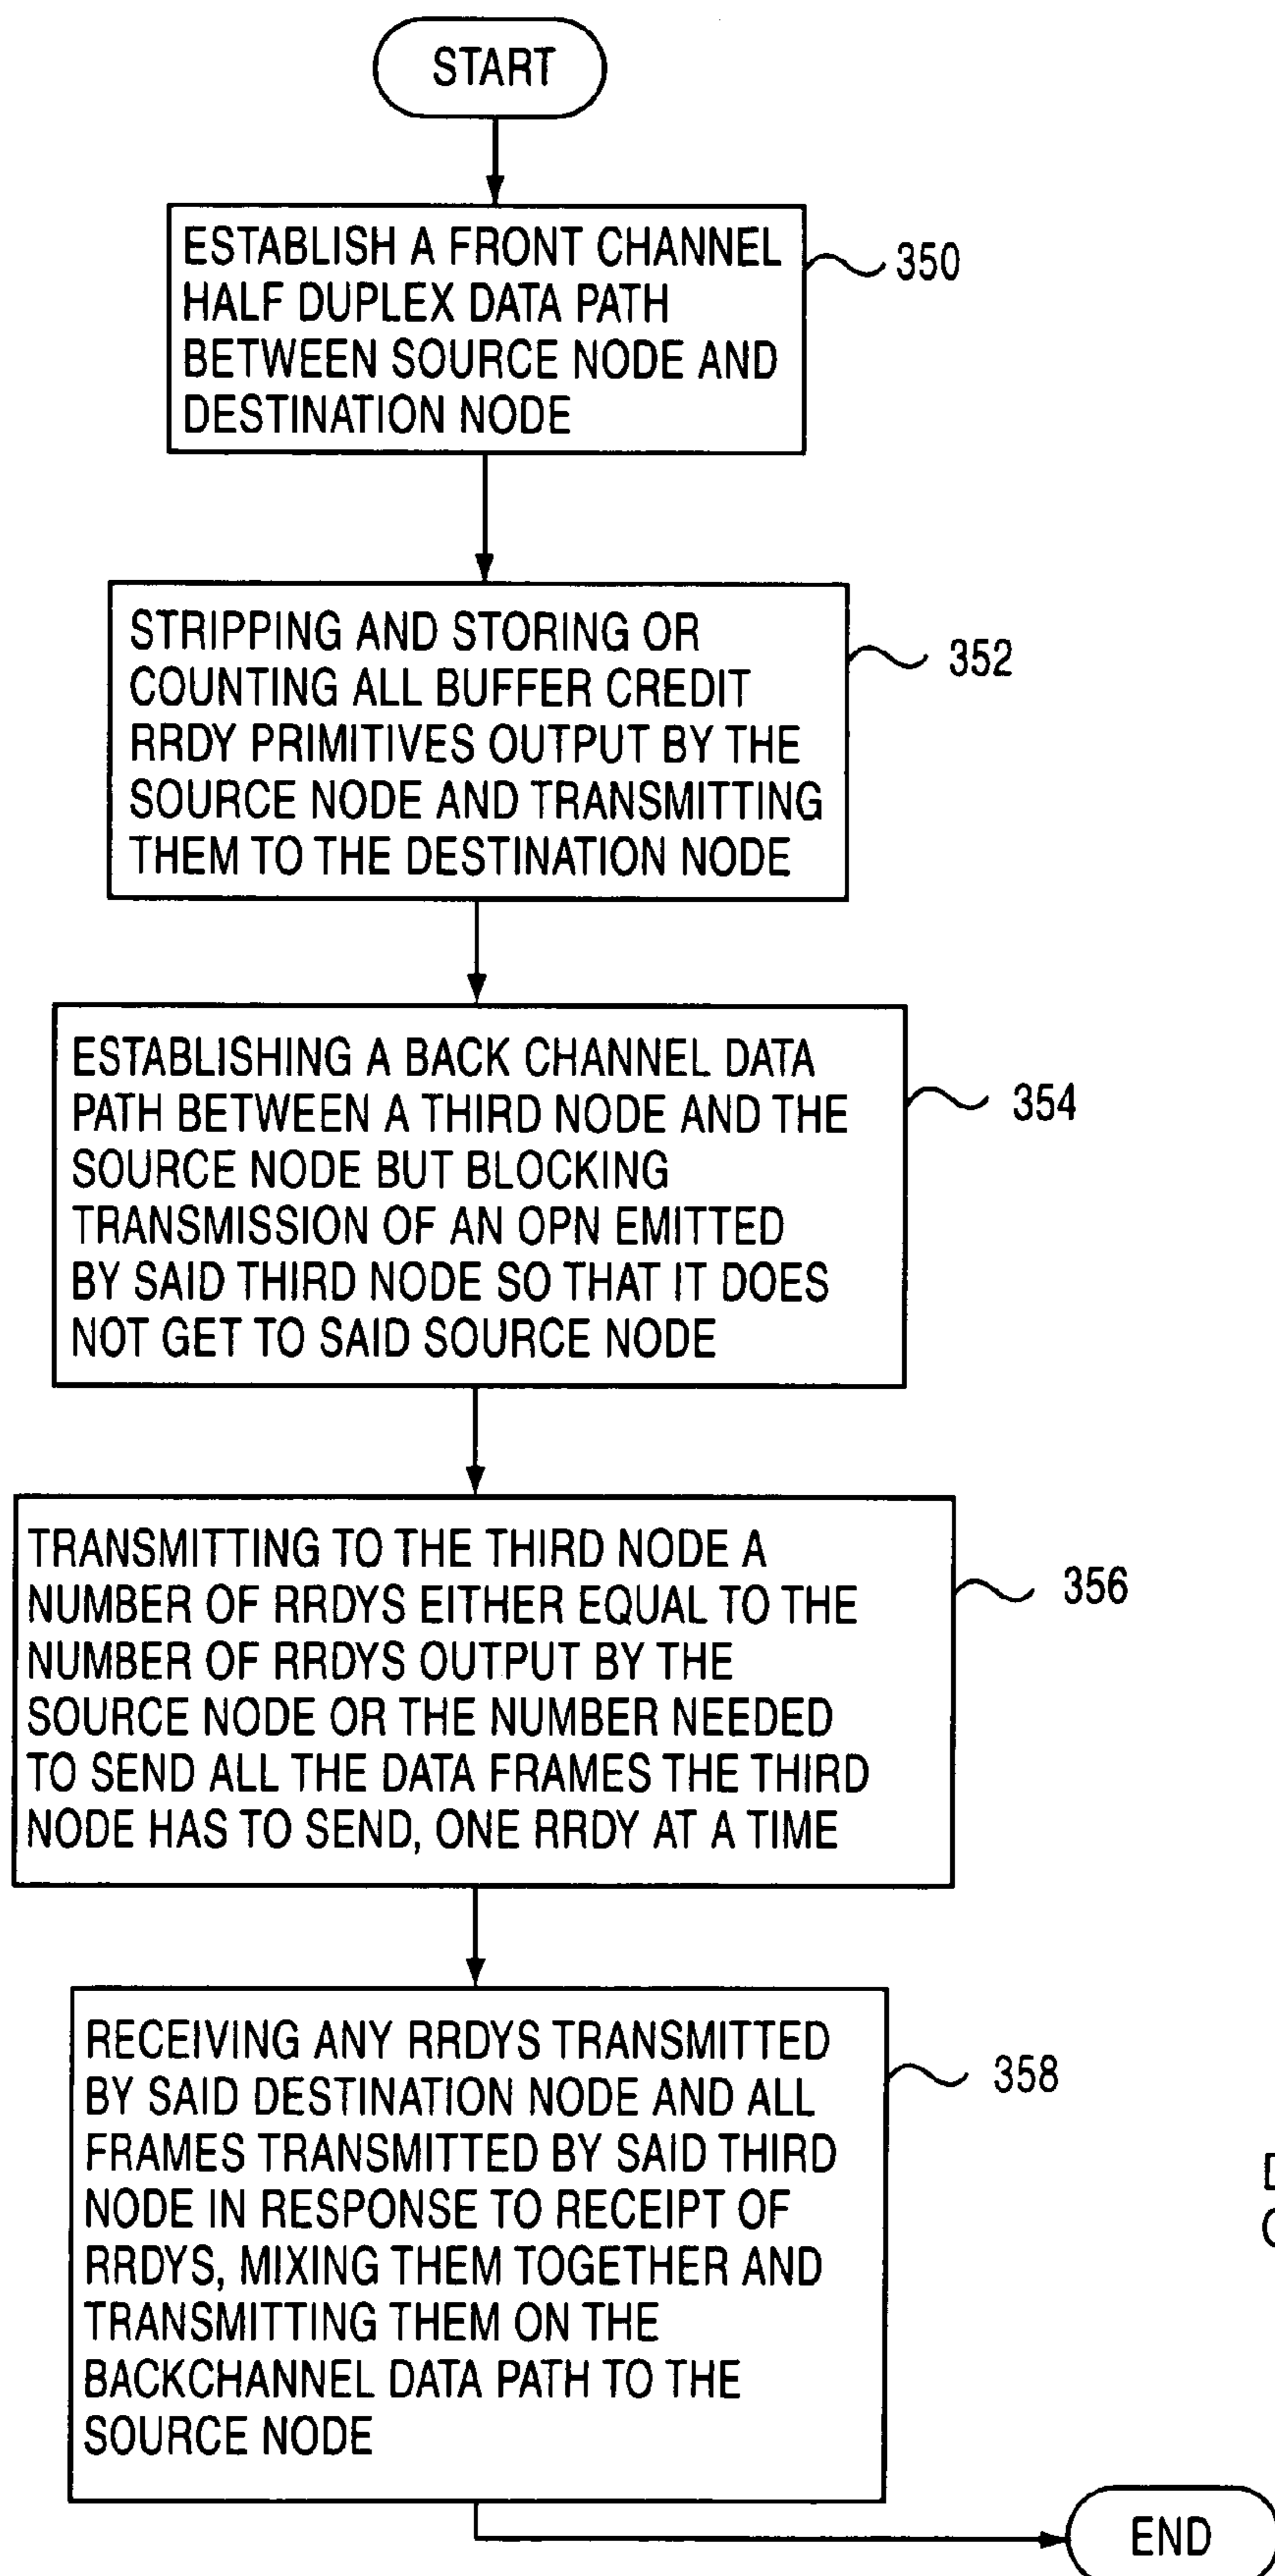 START
ESTABLISH A FRONT CHANNEL
HALF DUPLEX DATA PATH
BETWEEN SOURCE NODE AND
DESTINATION NODE
350
STRIPPING AND STORING OR
COUNTING ALL BUFFER CREDIT
RRDY PRIMITIVES OUTPUT BY THE
SOURCE NODE AND TRANSMITTING
THEM TO THE DESTINATION NODE
352
ESTABLISHING A BACK CHANNEL DATA
PATH BETWEEN A THIRD NODE AND THE
SOURCE NODE BUT BLOCKING
TRANSMISSION OF AN OPN EMITTED
BY SAID THIRD NODE SO THAT IT DOES
NOT GET TO SAID SOURCE NODE
354
TRANSMITTING TO THE THIRD NODE A
NUMBER OF RRDYS EITHER EQUAL TO THE
NUMBER OF RRDYS OUTPUT BY THE
SOURCE NODE OR THE NUMBER NEEDED
TO SEND ALL THE DATA FRAMES THE THIRD
NODE HAS TO SEND, ONE RRDY AT A TIME
356
RECEIVING ANY RRDYS TRANSMITTED
BY SAID DESTINATION NODE AND ALL
FRAMES TRANSMITTED BY SAID THIRD
NODE IN RESPONSE TO RECEIPT OF
RRDYS, MIXING THEM TOGETHER AND
TRANSMITTING THEM ON THE
BACKCHANNEL DATA PATH TO THE
SOURCE NODE
358
END